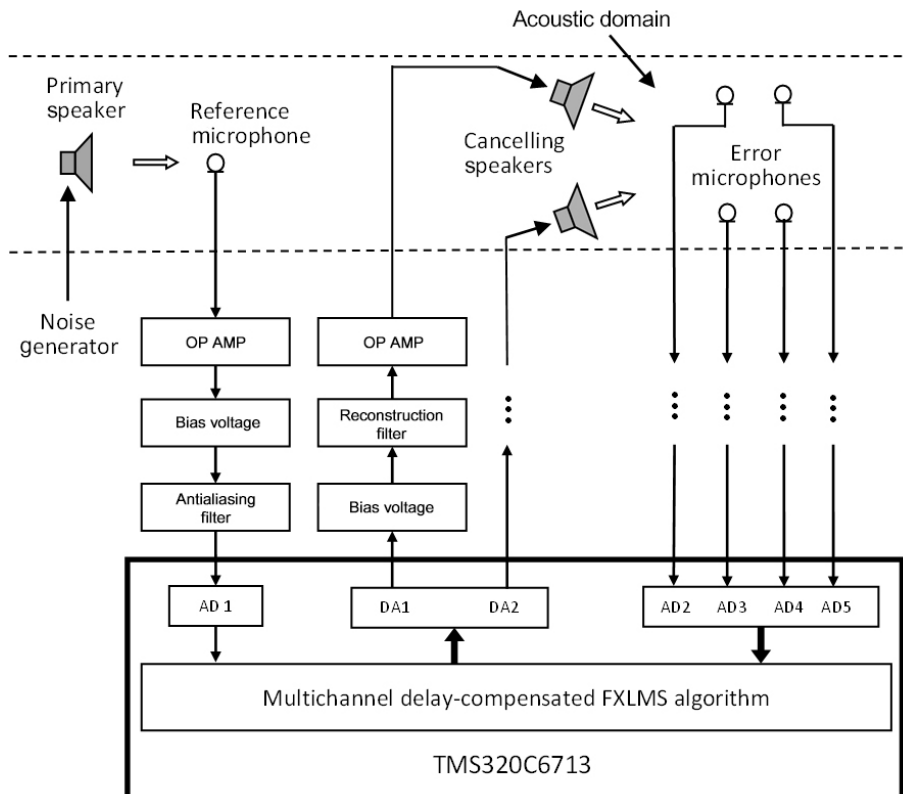 Acoustic domain
Primary
speaker
Reference
microphone
Cancelling
speakers
Error
microphones
Noise
generator
OP AMP
OP AMP
Bias voltage
Reconstruction
filter
Antialiasing
filter
Bias voltage
AD 1
DA1 DA2
AD2 AD3 AD4 AD5
Multichannel delay-compensated FXLMS algorithm
TMS320C6713